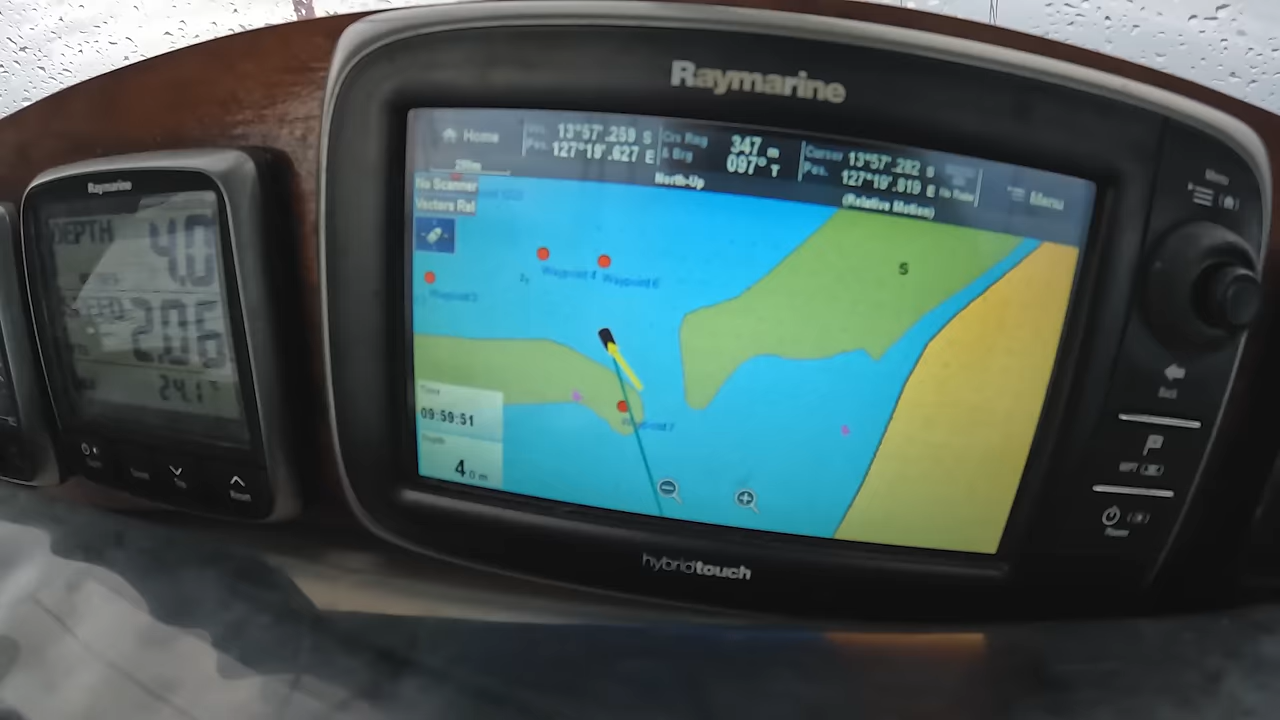 Raymarine
Home
13°57'.259 S
127°19'.627 E
Crs Rng
& Brg
347 m
097° T
Cursor
Pos.
13°57'.282 S
127°19'.819 E
Menu
North-Up
(Relative Motion)
No Scanner
Vectors Rel
Waypoint 4
Waypoint 6
S
Waypoint 7
Time
09:59:51
Depth
4.0 m
hybridtouch
Raymarine
DEPTH
4.0
2.06
24.1°
Menu
Back
WPT
Power